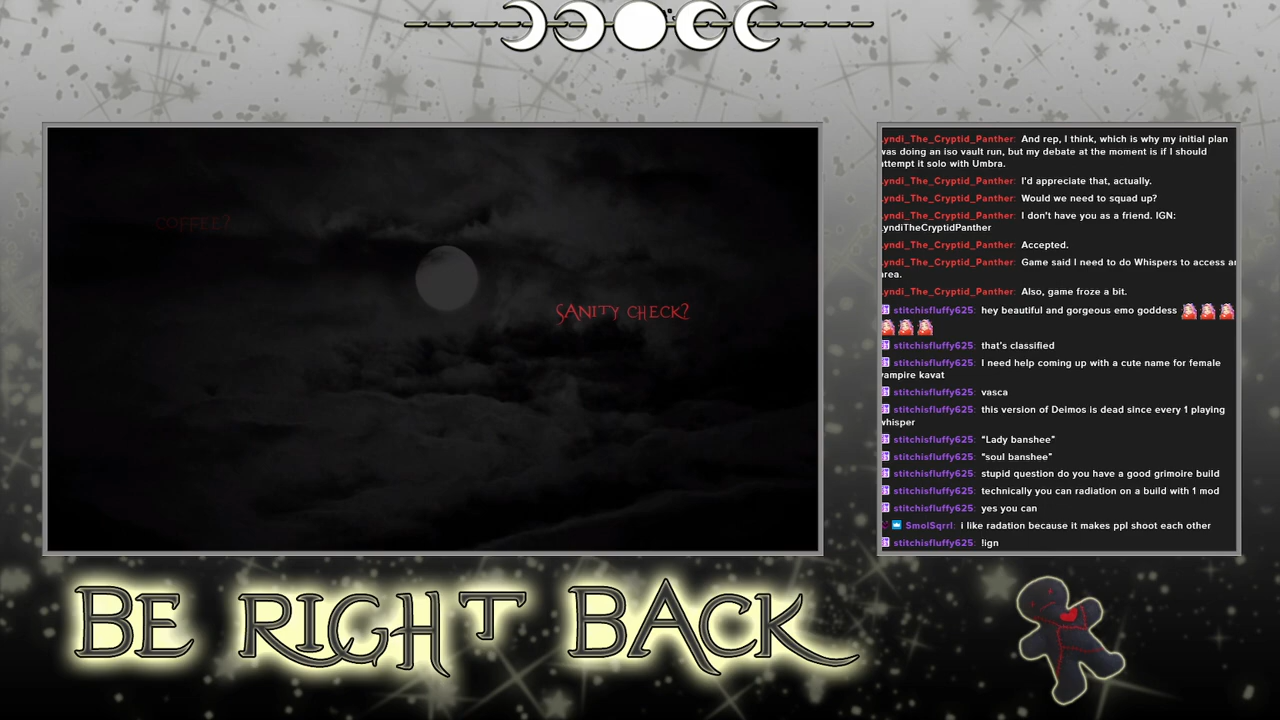 COFFEE?
SANITY CHECK?
yndi_The_Cryptid_Panther: And rep, I think, which is why my initial plan
was doing an iso vault run, but my debate at the moment is if I should
attempt it solo with Umbra.
yndi_The_Cryptid_Panther: I'd appreciate that, actually.
yndi_The_Cryptid_Panther: Would we need to squad up?
yndi_The_Cryptid_Panther: I don't have you as a friend. IGN:
LyndiTheCryptidPanther
yndi_The_Cryptid_Panther: Accepted.
yndi_The_Cryptid_Panther: Game said I need to do Whispers to access an
area.
yndi_The_Cryptid_Panther: Also, game froze a bit.
stitchisfluffy625: hey beautiful and gorgeous emo goddess
stitchisfluffy625: that's classified
stitchisfluffy625: I need help coming up with a cute name for female
vampire kavat
stitchisfluffy625: vasca
stitchisfluffy625: this version of Deimos is dead since every 1 playing
whisper
stitchisfluffy625: "Lady banshee"
stitchisfluffy625: "soul banshee"
stitchisfluffy625: stupid question do you have a good grimoire build
stitchisfluffy625: technically you can radiation on a build with 1 mod
stitchisfluffy625: yes you can
SmolSqrrl: i like radation because it makes ppl shoot each other
stitchisfluffy625: !ign
BE RIGHT BACK